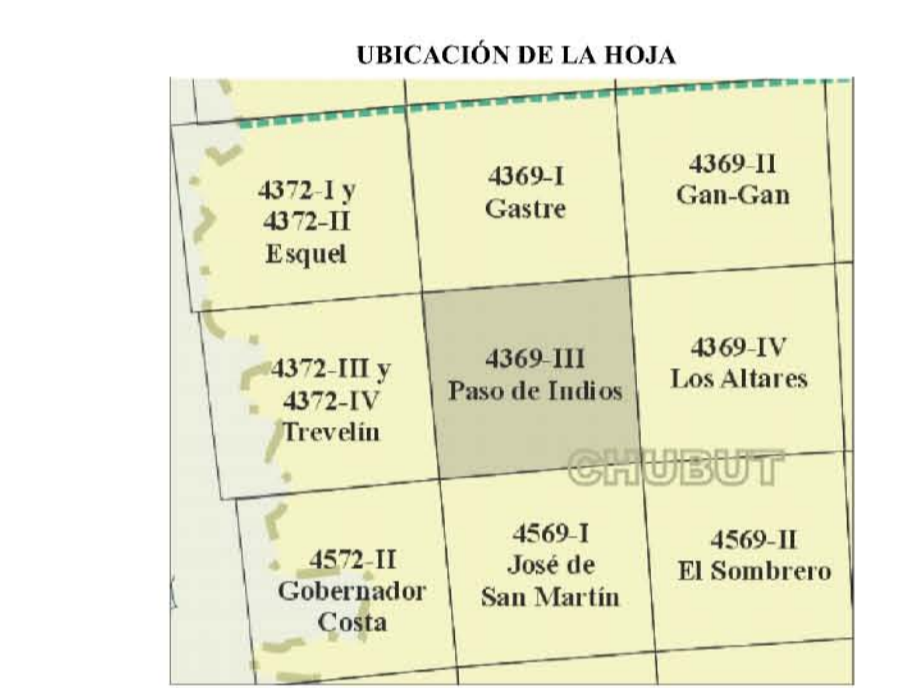 UBICACIÓN DE LA HOJA
4372-I y
4372-II
Esquel
4369-I
Gastre
4369-II
Gan-Gan
4372-III y
4372-IV
Trevelín
4369-III
Paso de Indios
4369-IV
Los Altares
CHUBUT
4572-II
Gobernador
Costa
4569-I
José de
San Martín
4569-II
El Sombrero